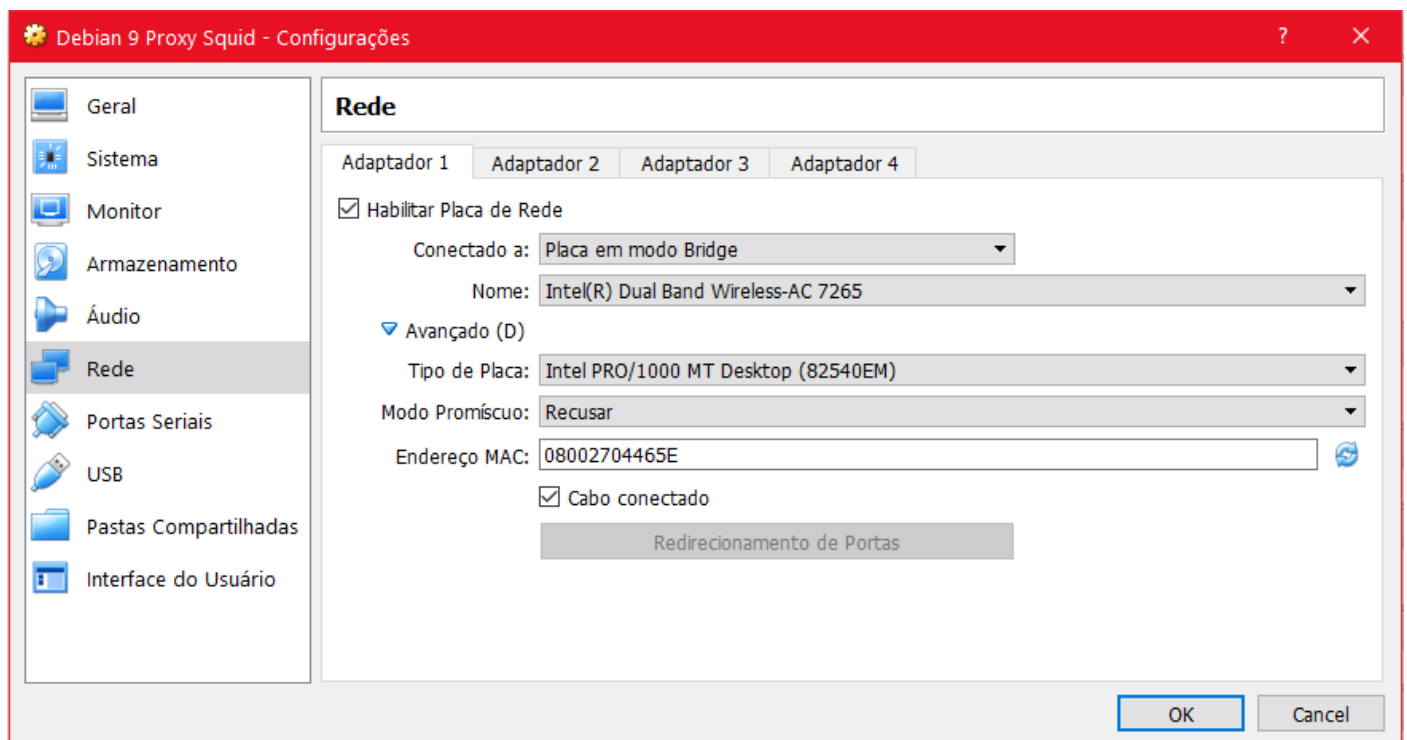 Debian 9 Proxy Squid - Configurações ? ×
Geral
Sistema
Monitor
Armazenamento
Áudio
Rede
Portas Seriais
USB
Pastas Compartilhadas
Interface do Usuário
Rede
Adaptador 1 Adaptador 2 Adaptador 3 Adaptador 4
Habilitar Placa de Rede
Conectado a: Placa em modo Bridge
Nome: Intel(R) Dual Band Wireless-AC 7265
Avançado (D)
Tipo de Placa: Intel PRO/1000 MT Desktop (82540EM)
Modo Promíscuo: Recusar
Endereço MAC: 08002704465E
Cabo conectado
Redirecionamento de Portas
OK Cancel